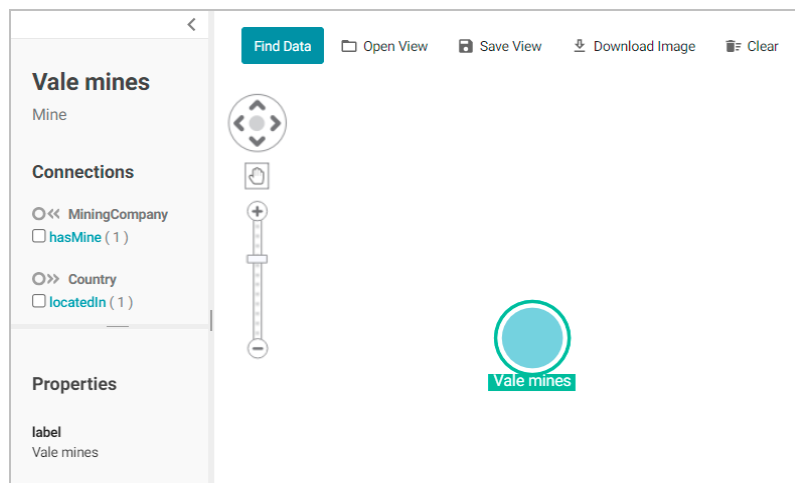 Find Data
Open View
Save View
Download Image
Clear
Vale mines
Mine
Connections
MiningCompany
hasMine ( 1 )
Country
locatedIn ( 1 )
Properties
label
Vale mines
Vale mines